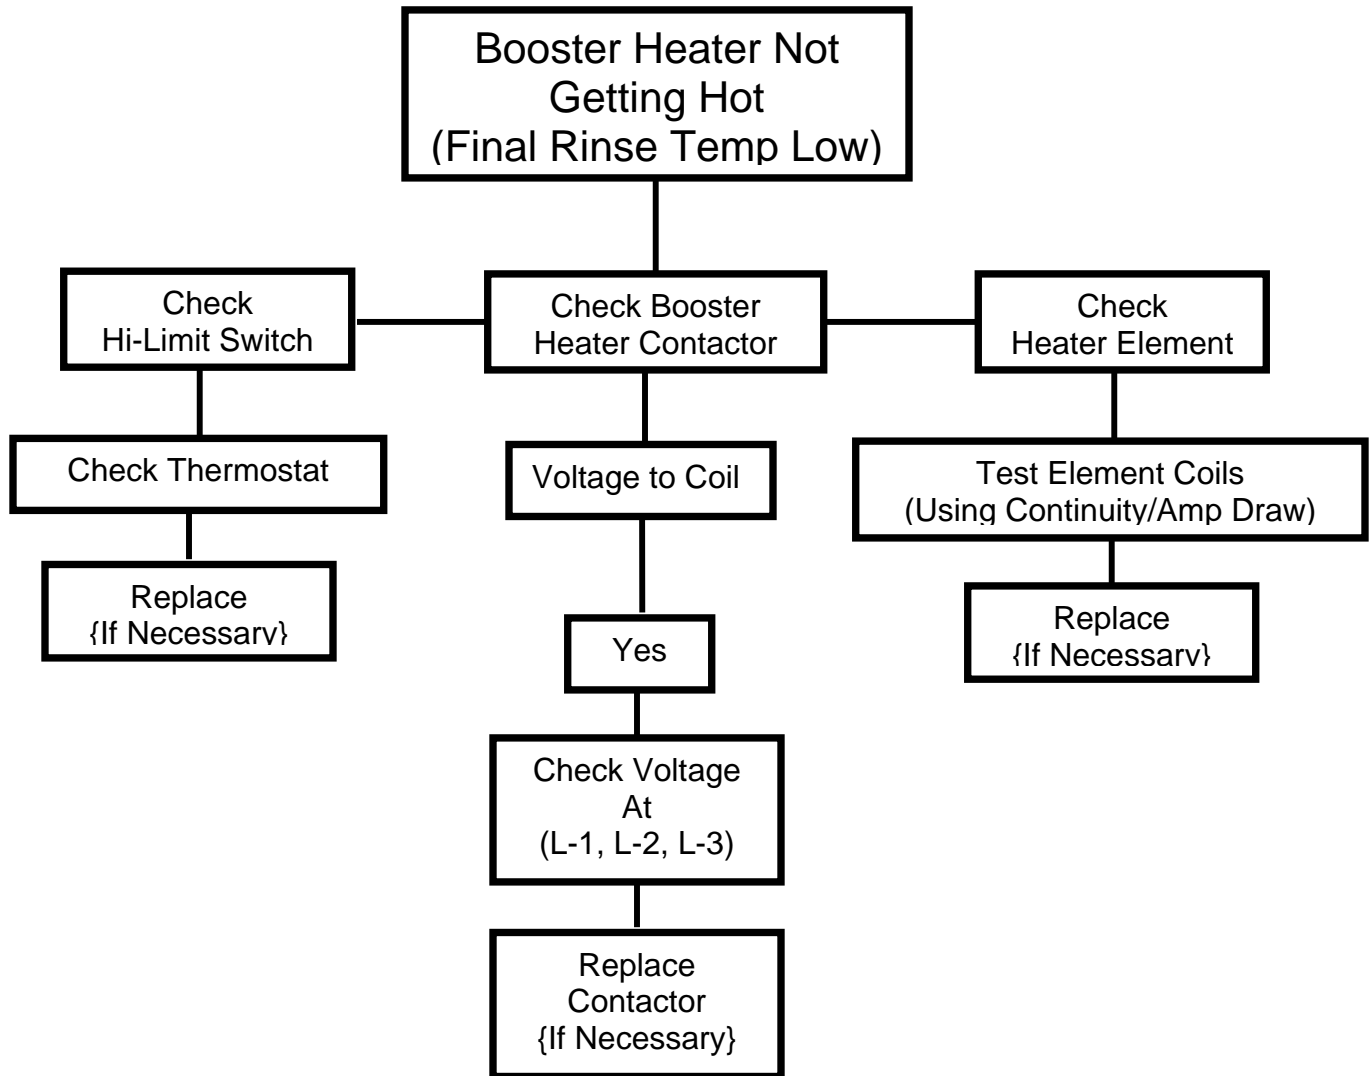 Booster Heater Not
Getting Hot
(Final Rinse Temp Low)
Check
Hi-Limit Switch
Check Booster
Heater Contactor
Check
Heater Element
Check Thermostat
Voltage to Coil
Test Element Coils
(Using Continuity/Amp Draw)
Replace
{If Necessary}
Replace
{If Necessary}
Yes
Check Voltage
At
(L-1, L-2, L-3)
Replace
Contactor
{If Necessary}